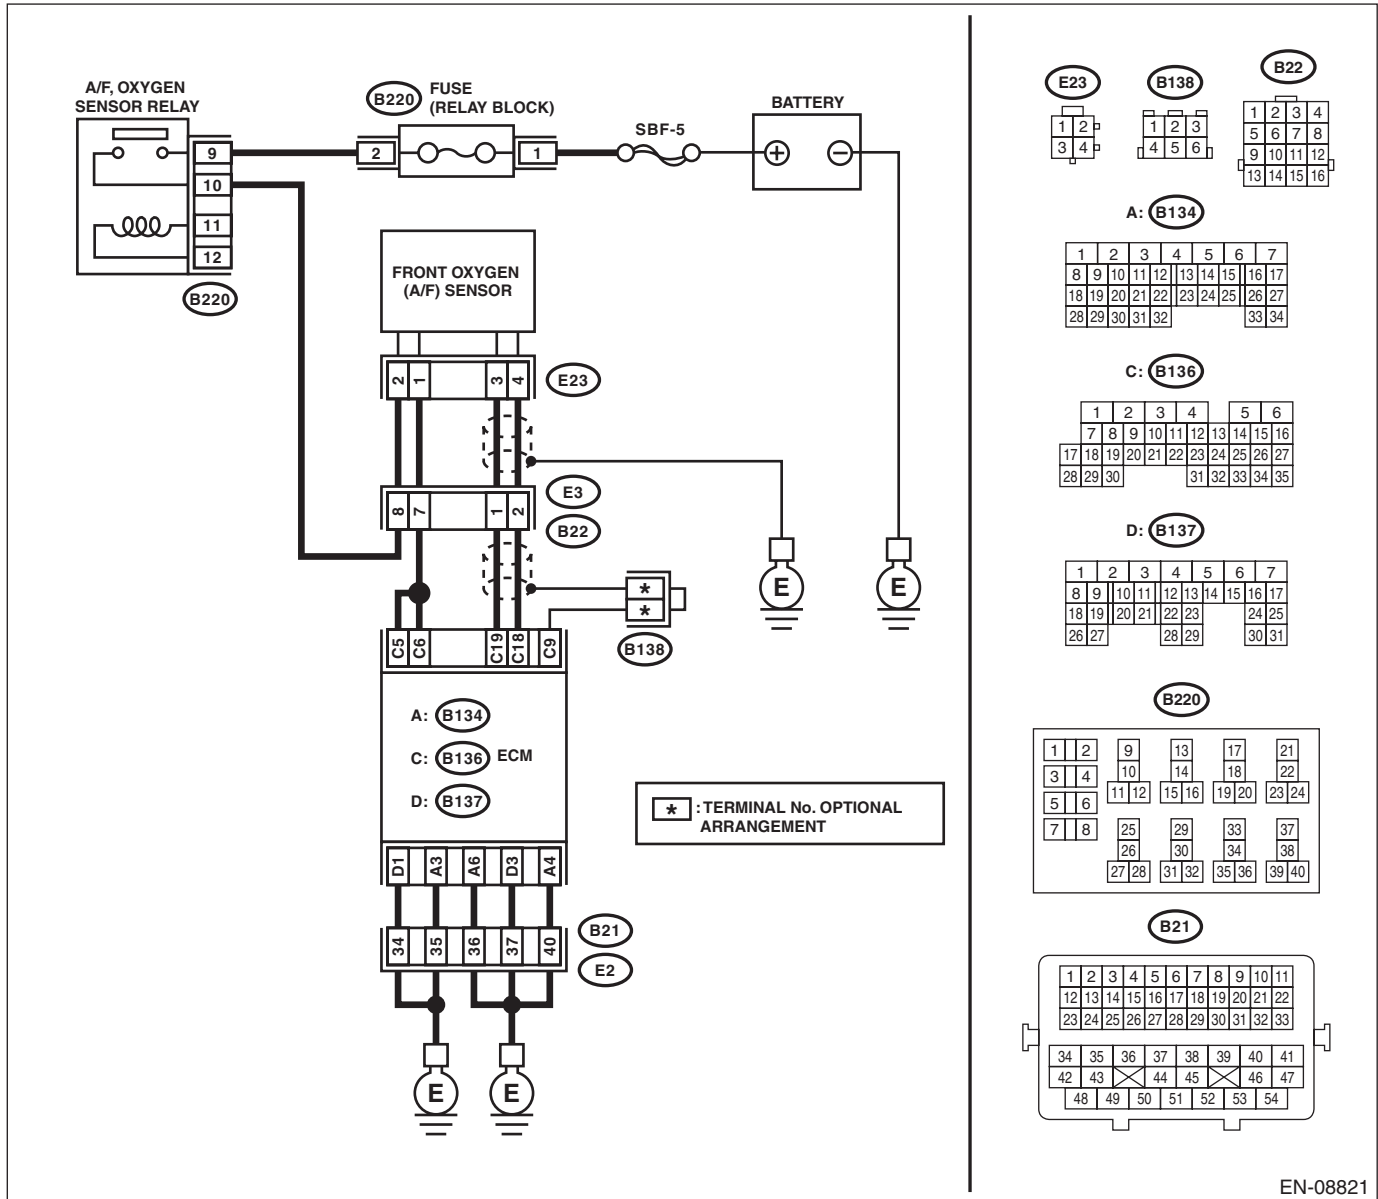 A/F, OXYGEN
SENSOR RELAY
9
10
11
12
B220
B220
FUSE
(RELAY BLOCK)
2
1
SBF-5
BATTERY
+
−
FRONT OXYGEN
(A/F) SENSOR
2 1 3 4
E23
E3
8 7 1 2
B22
*
*
B138
C5 C6 C19 C18 C9
A: B134
C: B136 ECM
D: B137
D1 A3 A6 D3 A4
B21
34 35 36 37 40
E2
E
E
E
E
* : TERMINAL No. OPTIONAL
ARRANGEMENT
E23
1 2
3 4
B138
1 2 3
4 5 6
B22
1 2 3 4
5 6 7 8
9 10 11 12
13 14 15 16
A: B134
1 2 3 4 5 6 7
8 9 10 11 12 13 14 15 16 17
18 19 20 21 22 23 24 25 26 27
28 29 30 31 32 33 34
C: B136
1 2 3 4 5 6
7 8 9 10 11 12 13 14 15 16
17 18 19 20 21 22 23 24 25 26 27
28 29 30 31 32 33 34 35
D: B137
1 2 3 4 5 6 7
8 9 10 11 12 13 14 15 16 17
18 19 20 21 22 23 24 25
26 27 28 29 30 31
B220
1 2 9 13 17 21
3 4 10 14 18 22
5 6 11 12 15 16 19 20 23 24
7 8 25 29 33 37
26 30 34 38
27 28 31 32 35 36 39 40
B21
1 2 3 4 5 6 7 8 9 10 11
12 13 14 15 16 17 18 19 20 21 22
23 24 25 26 27 28 29 30 31 32 33
34 35 36 37 38 39 40 41
42 43 44 45 46 47
48 49 50 51 52 53 54
EN-08821